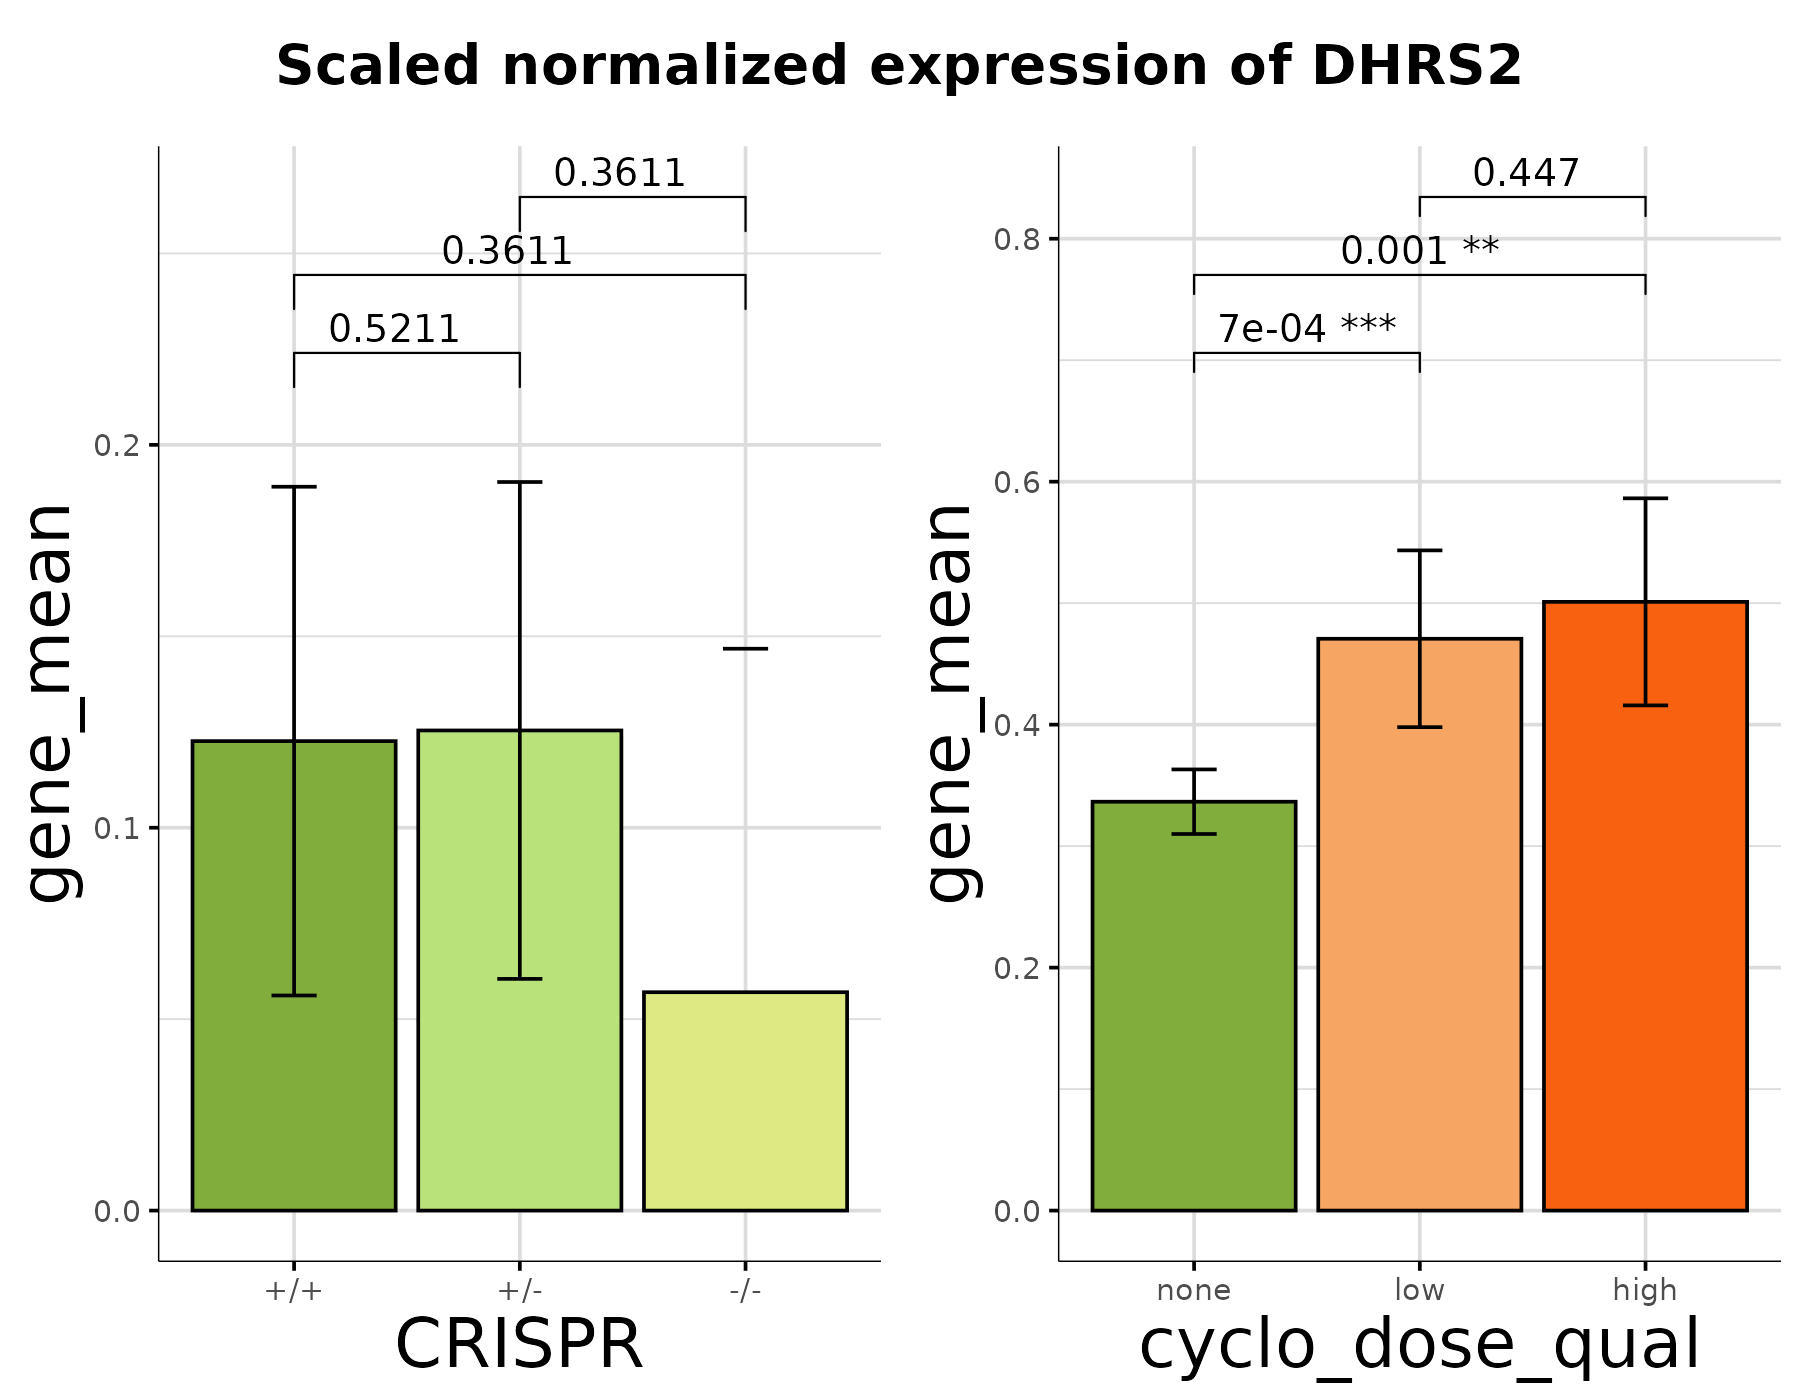 Scaled normalized expression of DHRS2
0.3611
0.3611
0.5211
0.2
0.1
0.0
gene_mean
+/+ +/- -/-
CRISPR
0.447
0.001 **
7e-04 ***
0.8
0.6
0.4
0.2
0.0
gene_mean
none low high
cyclo_dose_qual